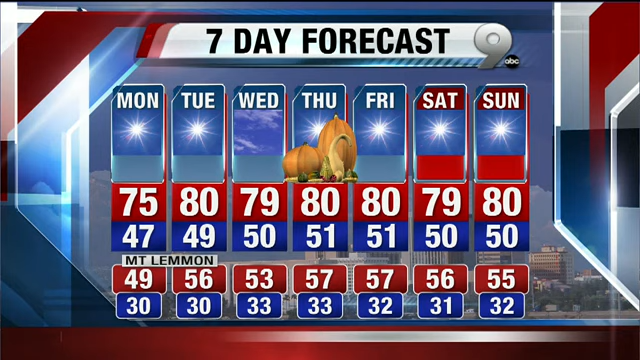 7 DAY FORECAST 9 abc
MON TUE WED THU FRI SAT SUN
75 80 79 80 80 79 80
47 49 50 51 51 50 50
MT LEMMON
49 56 53 57 57 56 55
30 30 33 33 32 31 32